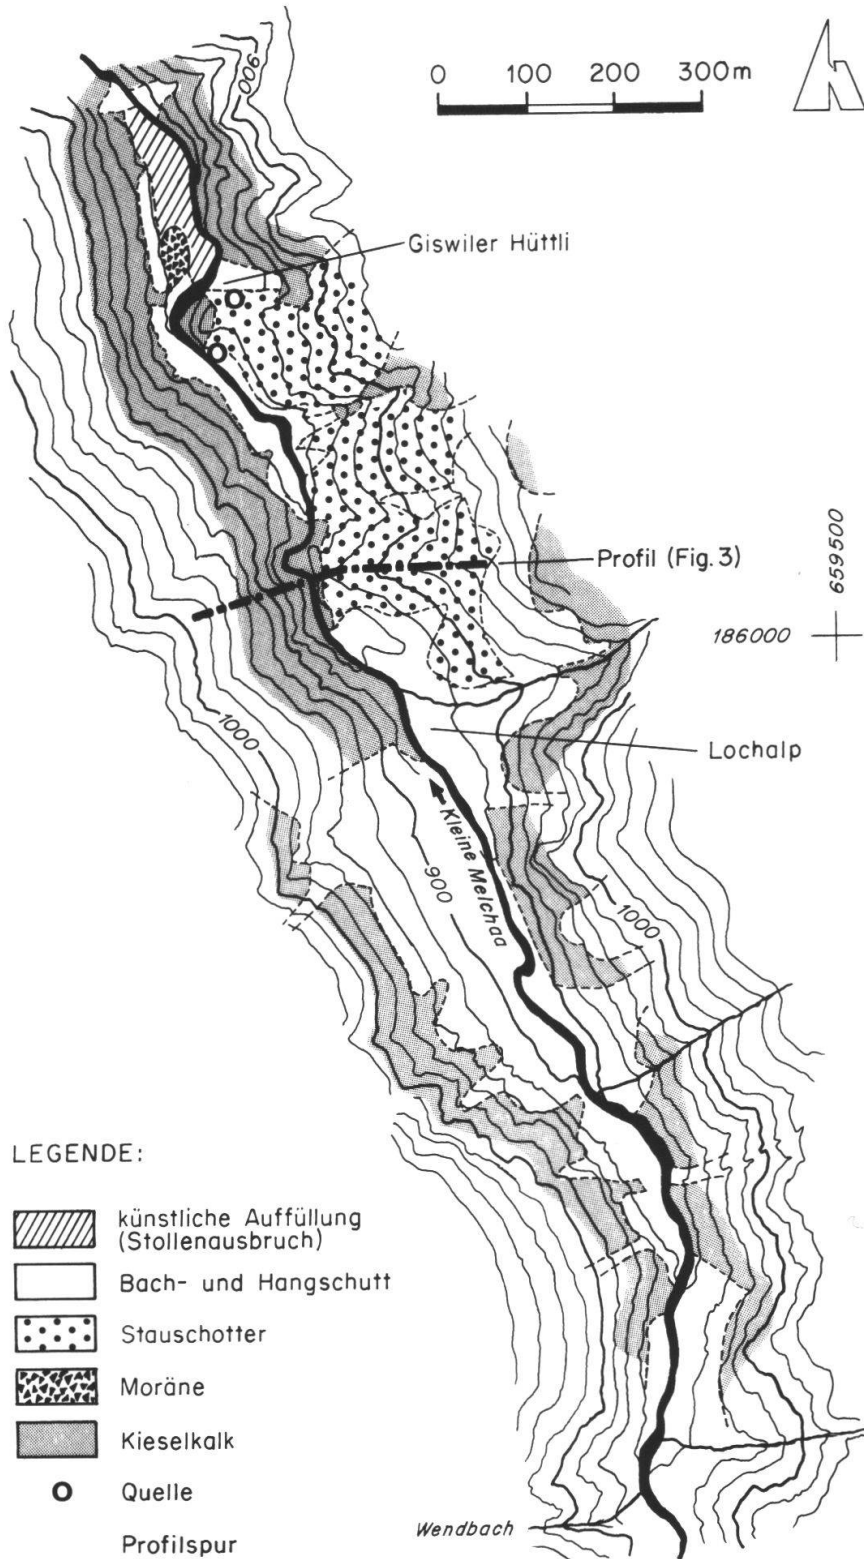 0 100 200 300m
900
Giswiler Hüttli
Profil (Fig. 3)
659500
186000
1000
Lochalp
Kleine Melchaa
900
1000
LEGENDE:
künstliche Auffüllung
(Stollenausbruch)
Bach- und Hangschutt
Stauschotter
Moräne
Kieselkalk
Quelle
Profilspur
Wendbach